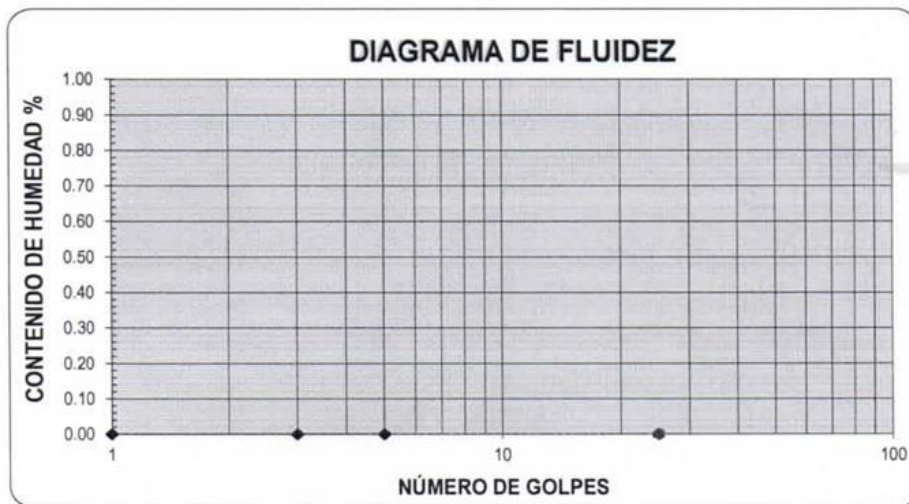 DIAGRAMA DE FLUIDEZ
CONTENIDO DE HUMEDAD %
1.00
0.90
0.80
0.70
0.60
0.50
0.40
0.30
0.20
0.10
0.00
1 10 100
NÚMERO DE GOLPES